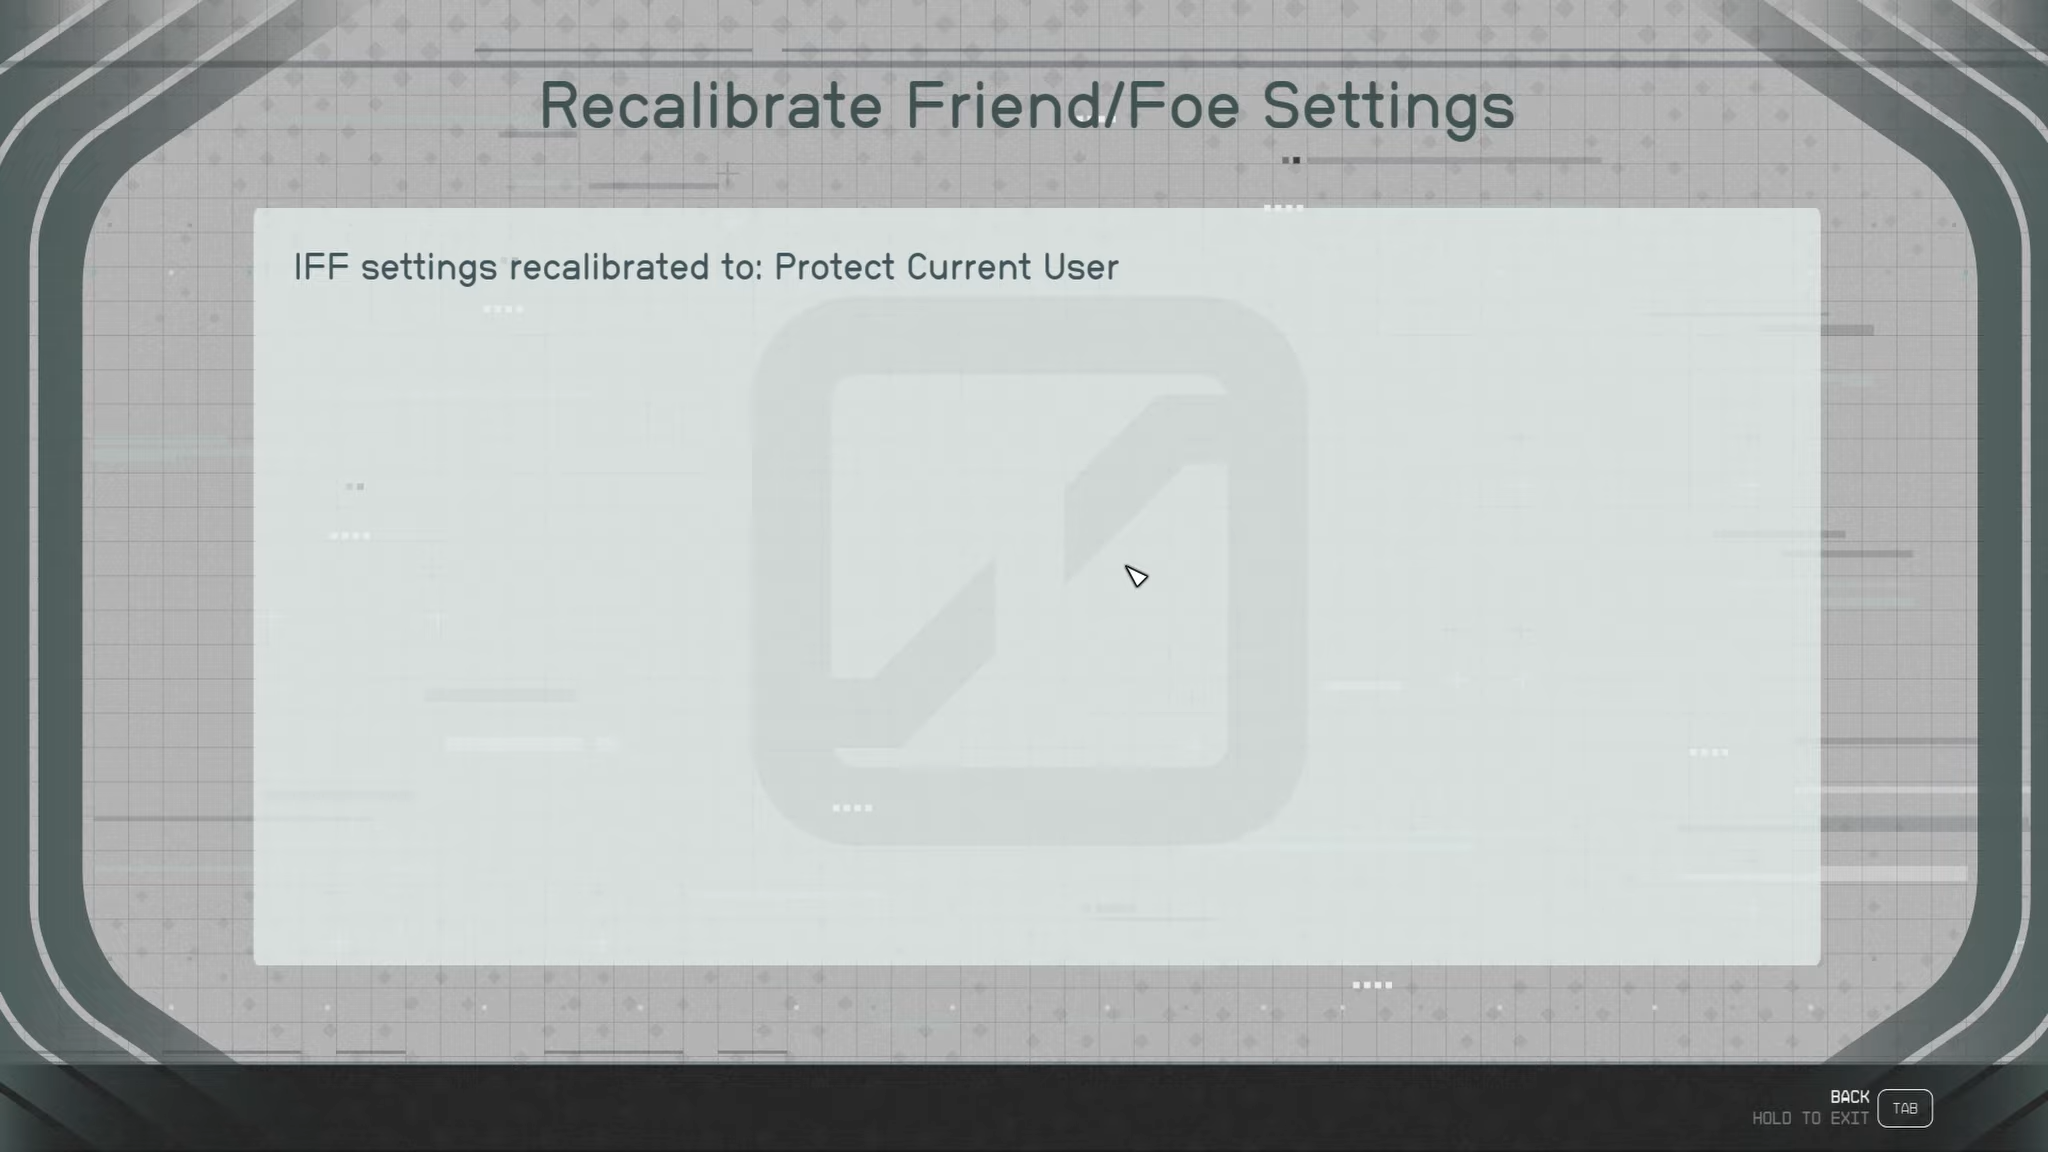 Recalibrate Friend/Foe Settings
IFF settings recalibrated to: Protect Current User
BACK
HOLD TO EXIT
TAB